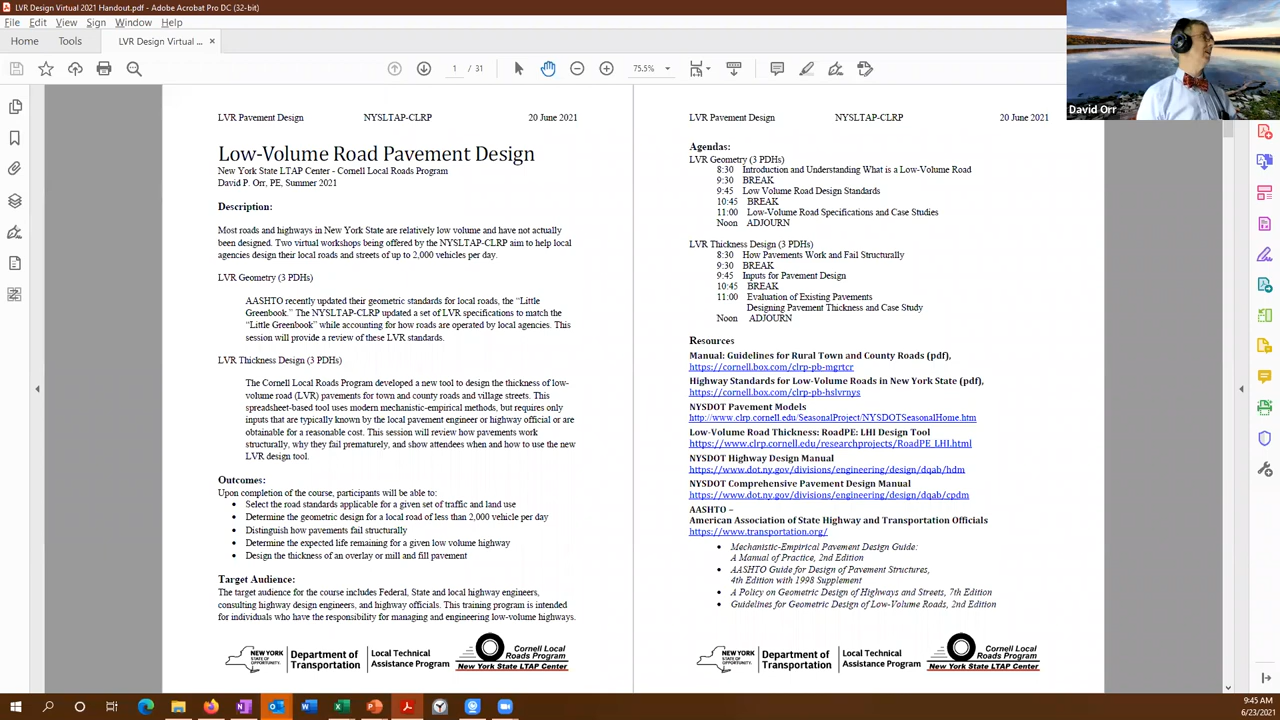 LVR Design Virtual 2021 Handout.pdf - Adobe Acrobat Pro DC (32-bit)
File Edit View Sign Window Help
Home Tools LVR Design Virtual ... ×
1 / 31 75.5%
David Orr
LVR Pavement Design NYSLTAP-CLRP 20 June 2021
Low-Volume Road Pavement Design
New York State LTAP Center - Cornell Local Roads Program
David P. Orr, PE, Summer 2021
Description:
Most roads and highways in New York State are relatively low volume and have not actually
been designed. Two virtual workshops being offered by the NYSLTAP-CLRP aim to help local
agencies design their local roads and streets of up to 2,000 vehicles per day.
LVR Geometry (3 PDHs)
AASHTO recently updated their geometric standards for local roads, the “Little
Greenbook.” The NYSLTAP-CLRP updated a set of LVR specifications to match the
“Little Greenbook” while accounting for how roads are operated by local agencies. This
session will provide a review of these LVR standards.
LVR Thickness Design (3 PDHs)
The Cornell Local Roads Program developed a new tool to design the thickness of low-
volume road (LVR) pavements for town and county roads and village streets. This
spreadsheet-based tool uses modern mechanistic-empirical methods, but requires only
inputs that are typically known by the local pavement engineer or highway official or are
obtainable for a reasonable cost. This session will review how pavements work
structurally, why they fail prematurely, and show attendees when and how to use the new
LVR design tool.
Outcomes:
Upon completion of the course, participants will be able to:
• Select the road standards applicable for a given set of traffic and land use
• Determine the geometric design for a local road of less than 2,000 vehicle per day
• Distinguish how pavements fail structurally
• Determine the expected life remaining for a given low volume highway
• Design the thickness of an overlay or mill and fill pavement
Target Audience:
The target audience for the course includes Federal, State and local highway engineers,
consulting highway design engineers, and highway officials. This training program is intended
for individuals who have the responsibility for managing and engineering low-volume highways.
NEW YORK STATE OF OPPORTUNITY. Department of Transportation Local Technical Assistance Program Cornell Local Roads Program New York State LTAP Center
LVR Pavement Design NYSLTAP-CLRP 20 June 2021
Agendas:
LVR Geometry (3 PDHs)
8:30 Introduction and Understanding What is a Low-Volume Road
9:30 BREAK
9:45 Low Volume Road Design Standards
10:45 BREAK
11:00 Low-Volume Road Specifications and Case Studies
Noon ADJOURN
LVR Thickness Design (3 PDHs)
8:30 How Pavements Work and Fail Structurally
9:30 BREAK
9:45 Inputs for Pavement Design
10:45 BREAK
11:00 Evaluation of Existing Pavements
Designing Pavement Thickness and Case Study
Noon ADJOURN
Resources
Manual: Guidelines for Rural Town and County Roads (pdf),
https://cornell.box.com/clrp-pb-mgrtcr
Highway Standards for Low-Volume Roads in New York State (pdf),
https://cornell.box.com/clrp-pb-hslvrnys
NYSDOT Pavement Models
http://www.clrp.cornell.edu/SeasonalProject/NYSDOTSeasonalHome.htm
Low-Volume Road Thickness: RoadPE: LHI Design Tool
https://www.clrp.cornell.edu/researchprojects/RoadPE_LHI.html
NYSDOT Highway Design Manual
https://www.dot.ny.gov/divisions/engineering/design/dqab/hdm
NYSDOT Comprehensive Pavement Design Manual
https://www.dot.ny.gov/divisions/engineering/design/dqab/cpdm
AASHTO –
American Association of State Highway and Transportation Officials
https://www.transportation.org/
• Mechanistic-Empirical Pavement Design Guide:
A Manual of Practice, 2nd Edition
• AASHTO Guide for Design of Pavement Structures,
4th Edition with 1998 Supplement
• A Policy on Geometric Design of Highways and Streets, 7th Edition
• Guidelines for Geometric Design of Low-Volume Roads, 2nd Edition
NEW YORK STATE OF OPPORTUNITY. Department of Transportation Local Technical Assistance Program Cornell Local Roads Program New York State LTAP Center
9:45 AM
6/23/2021